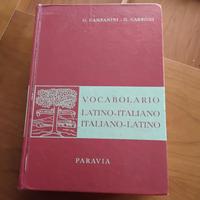 G. CAMPANINI - G. CARBONI
VOCABOLARIO
LATINO-ITALIANO
ITALIANO-LATINO
PARAVIA